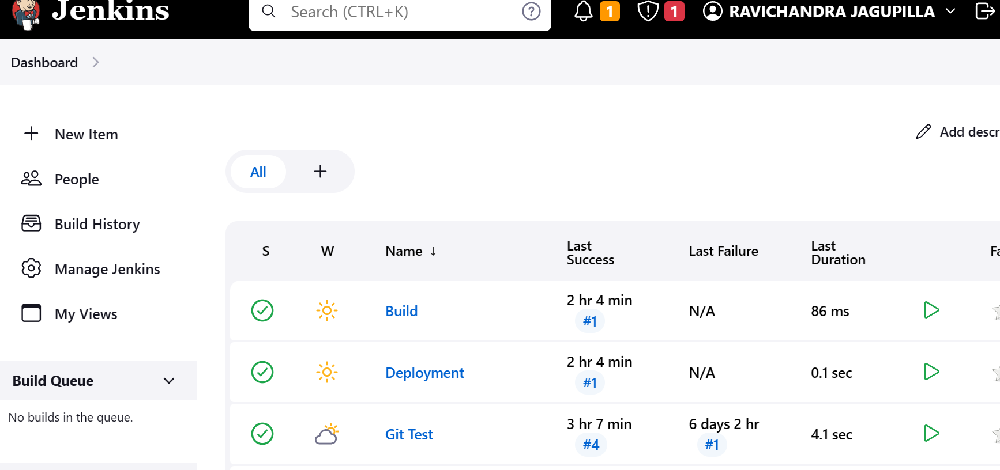 Jenkins
Search (CTRL+K)
1
1
RAVICHANDRA JAGUPILLA
Dashboard
New Item
People
Build History
Manage Jenkins
My Views
Build Queue
No builds in the queue.
Add descr
All
S W Name ↓ Last Success Last Failure Last Duration Fa
Build 2 hr 4 min #1 N/A 86 ms
Deployment 2 hr 4 min #1 N/A 0.1 sec
Git Test 3 hr 7 min #4 6 days 2 hr #1 4.1 sec